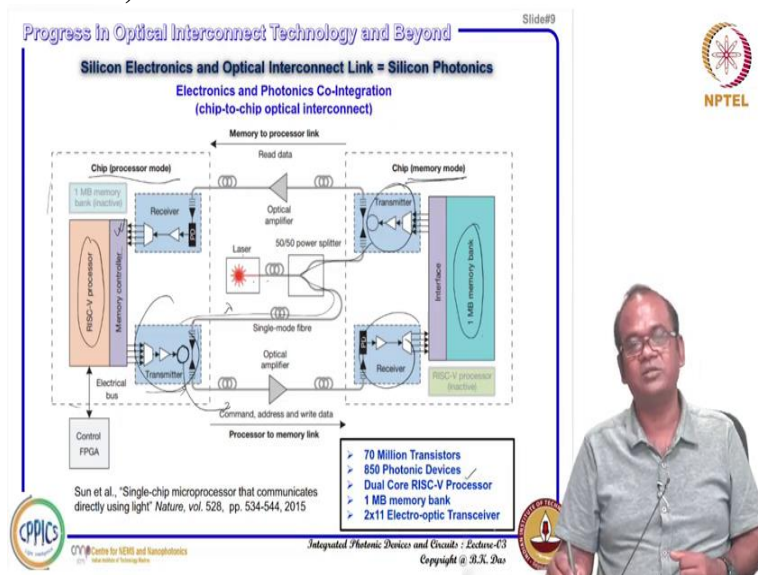 Slide#9
Progress in Optical Interconnect Technology and Beyond
NPTEL
Silicon Electronics and Optical Interconnect Link = Silicon Photonics
Electronics and Photonics Co-Integration
(chip-to-chip optical interconnect)
Memory to processor link
Read data
Chip (processor mode)
Chip (memory mode)
1 MB memory
bank (inactive)
Receiver
PD
Optical
amplifier
Transmitter
Laser
50/50 power splitter
RISC-V processor
Memory controller
Interface
1 MB memory bank
Single-mode fibre
Transmitter
Optical
amplifier
PD
Receiver
RISC-V processor
(inactive)
Electrical
bus
Command, address and write data
Processor to memory link
Control
FPGA
70 Million Transistors
850 Photonic Devices
Dual Core RISC-V Processor
1 MB memory bank
2x11 Electro-optic Transceiver
Sun et al., "Single-chip microprocessor that communicates
directly using light" Nature, vol. 528, pp. 534-544, 2015
CPPICS
Centre for NEMS and Nanophotonics
Integrated Photonic Devices and Circuits : Lecture-03
Copyright @ B.K. Das